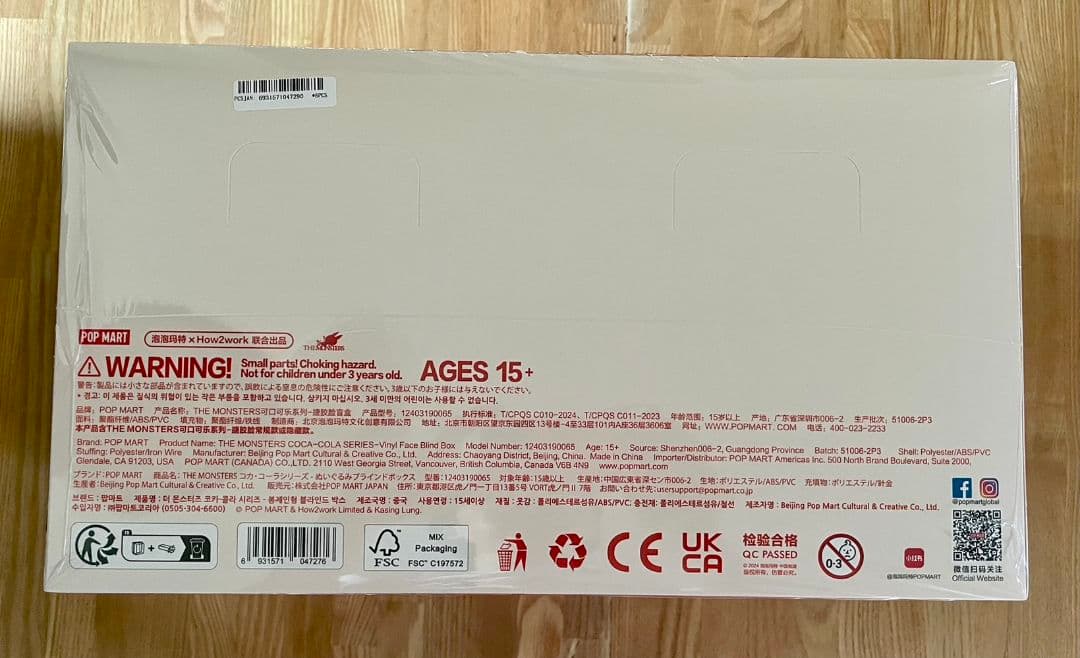 PCSJAN 6931571047290 *6PCS
POP MART 泡泡玛特×How2work 联合出品 THE MONSTERS
WARNING! Small parts! Choking hazard.
Not for children under 3 years old. AGES 15+
警告:製品には小さな部品が含まれていますので、誤飲による窒息の危険性にご注意ください。3歳以下のお子様には与えないでください。
• 경고: 이 제품은 질식의 위험이 있는 작은 부품을 포함하고 있습니다. 삼키지 마십시오. 3세 미만의 어린이는 사용할 수 없습니다.
品牌:POP MART 产品名称:THE MONSTERS可口可乐系列-搪胶脸盲盒 产品型号:12403190065 执行标准:T/CPQS C010-2024、T/CPQS C011-2023 年龄范围:15岁以上 产地:广东省深圳市006-2 生产批次:51006-2P3
面料:聚酯纤维/ABS/PVC 填充物:聚酯纤维/铁线 制造商:北京泡泡玛特文化创意有限公司 地址:北京市朝阳区望京东园四区13号楼-4至33层101内A座36层3606室 网址:WWW.POPMART.COM 电话:400-023-2233
本产品含THE MONSTERS可口可乐系列-搪胶脸常规款或隐藏款。
Brand: POP MART Product Name: THE MONSTERS COCA-COLA SERIES-Vinyl Face Blind Box Model Number: 12403190065 Age: 15+ Source: Shenzhen006-2, Guangdong Province Batch: 51006-2P3 Shell: Polyester/ABS/PVC
Stuffing: Polyester/Iron Wire Manufacturer: Beijing Pop Mart Cultural & Creative Co., Ltd. Address: Chaoyang District, Beijing, China. Made in China Importer/Distributor: POP MART Americas Inc. 500 North Brand Boulevard, Suite 2000,
Glendale, CA 91203, USA POP MART (CANADA) CO.,LTD. 2110 West Georgia Street, Vancouver, British Columbia, Canada V6B 4N9 www.popmart.com
ブランド:POP MART 商品名:THE MONSTERS コカ・コーラシリーズ - ぬいぐるみブラインドボックス 型番:12403190065 対象年齢:15歳以上 生産地:中国広東省深セン市006-2 生地:ポリエステル/ABS/PVC 充填物:ポリエステル/針金
生産者:Beijing Pop Mart Cultural & Creative Co., Ltd. 販売元:株式会社POP MART JAPAN 住所:東京都港区虎ノ門一丁目13番5号 VORT虎ノ門II 7階 お問い合わせ先:usersupport@popmart.co.jp
브랜드 : 팝마트 제품명 : 더 몬스터즈 코카-콜라 시리즈 - 봉제인형 블라인드 박스 제조국명 : 중국 사용연령 : 15세이상 재질 : 겉감 : 폴리에스테르섬유/ABS/PVC. 충전재: 폴리에스테르섬유/철선 제조자명 : Beijing Pop Mart Cultural & Creative Co., Ltd.
수입자명 : ㈜팝마트코리아 (0505-304-6600) © POP MART & How2work Limited & Kasing Lung.
@popmartglobal
6 931571 047276
FSC MIX
Packaging
FSC® C197572
CE
UK
CA
检验合格
QC PASSED
© 2024 泡泡玛特 中国制造
版权所有,仿冒必究。
0-3
小红书
@泡泡玛特POPMART
微信扫码关注
Official Website